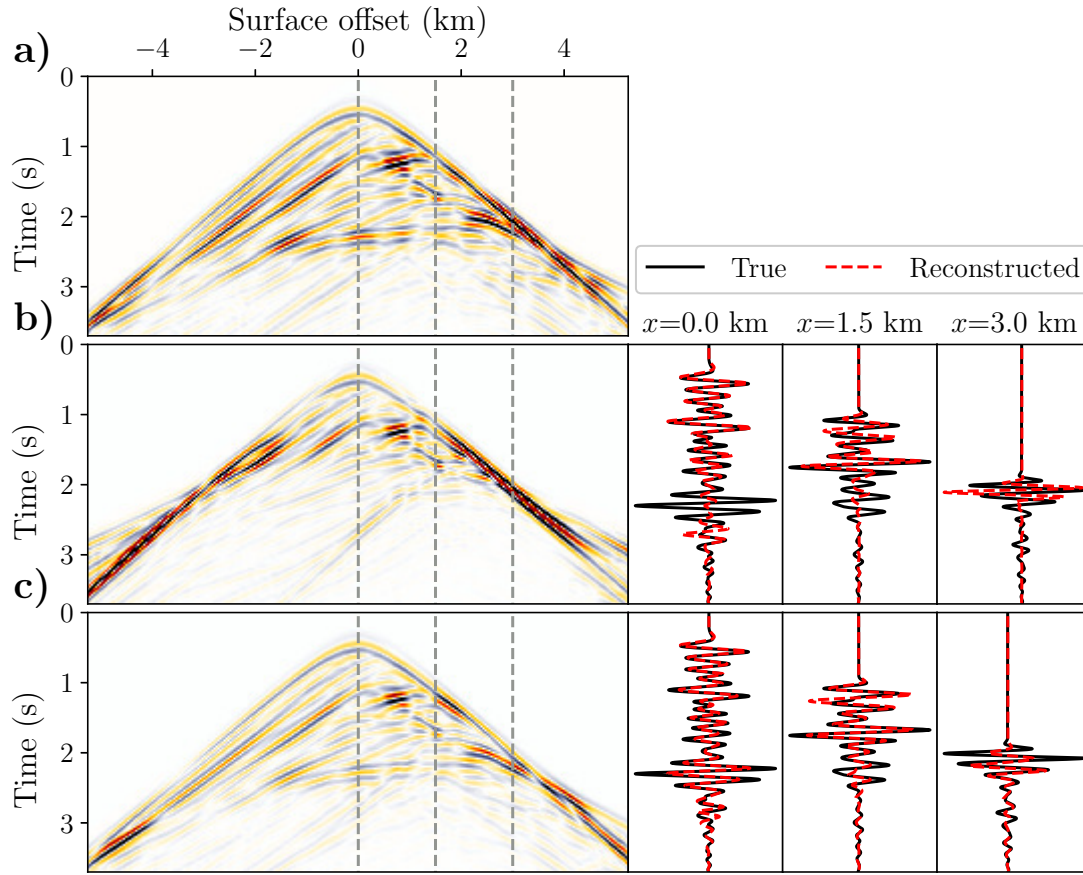 Surface offset (km)
−4 −2 0 2 4
a)
0
1
2
3
Time (s)
True Reconstructed
b)
x=0.0 km x=1.5 km x=3.0 km
0
1
2
3
Time (s)
c)
0
1
2
3
Time (s)